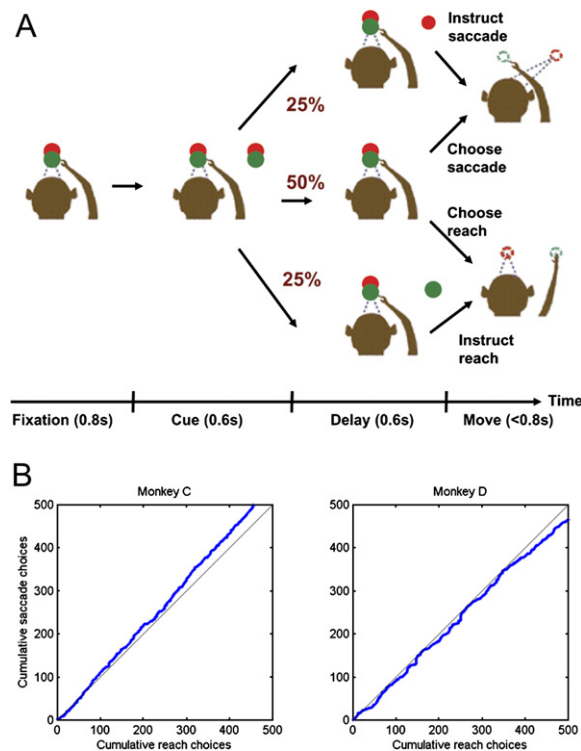 A
Instruct
saccade
25%
Choose
saccade
50%
Choose
reach
25%
Instruct
reach
Time
Fixation (0.8s) Cue (0.6s) Delay (0.6s) Move (<0.8s)
B
Monkey C
Cumulative saccade choices
500
400
300
200
100
0
0 100 200 300 400 500
Cumulative reach choices
Monkey D
500
400
300
200
100
0
0 100 200 300 400 500
Cumulative reach choices